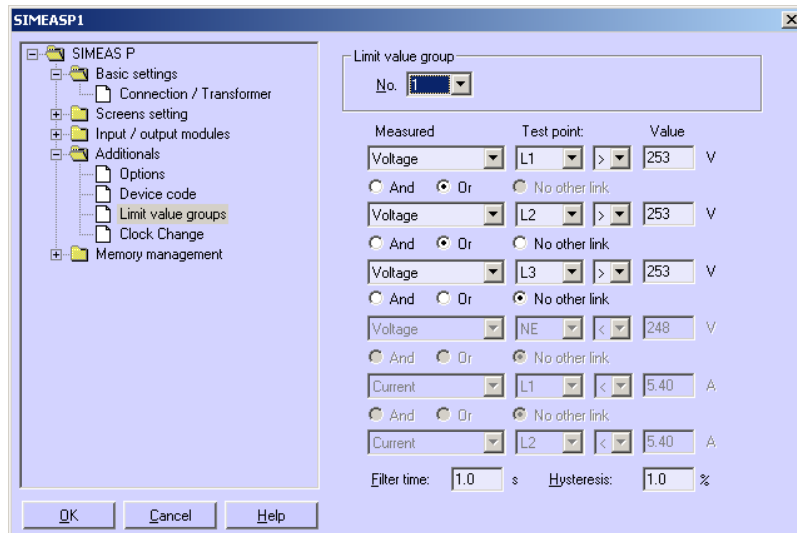 SIMEASP1
SIMEAS P
Basic settings
Connection / Transformer
Screens setting
Input / output modules
Additionals
Options
Device code
Limit value groups
Clock Change
Memory management
OK Cancel Help
Limit value group
No. 1
Measured Test point: Value
Voltage L1 > 253 V
And Or No other link
Voltage L2 > 253 V
And Or No other link
Voltage L3 > 253 V
And Or No other link
Voltage NE < 248 V
And Or No other link
Current L1 < 5.40 A
And Or No other link
Current L2 < 5.40 A
Filter time: 1.0 s Hysteresis: 1.0 %